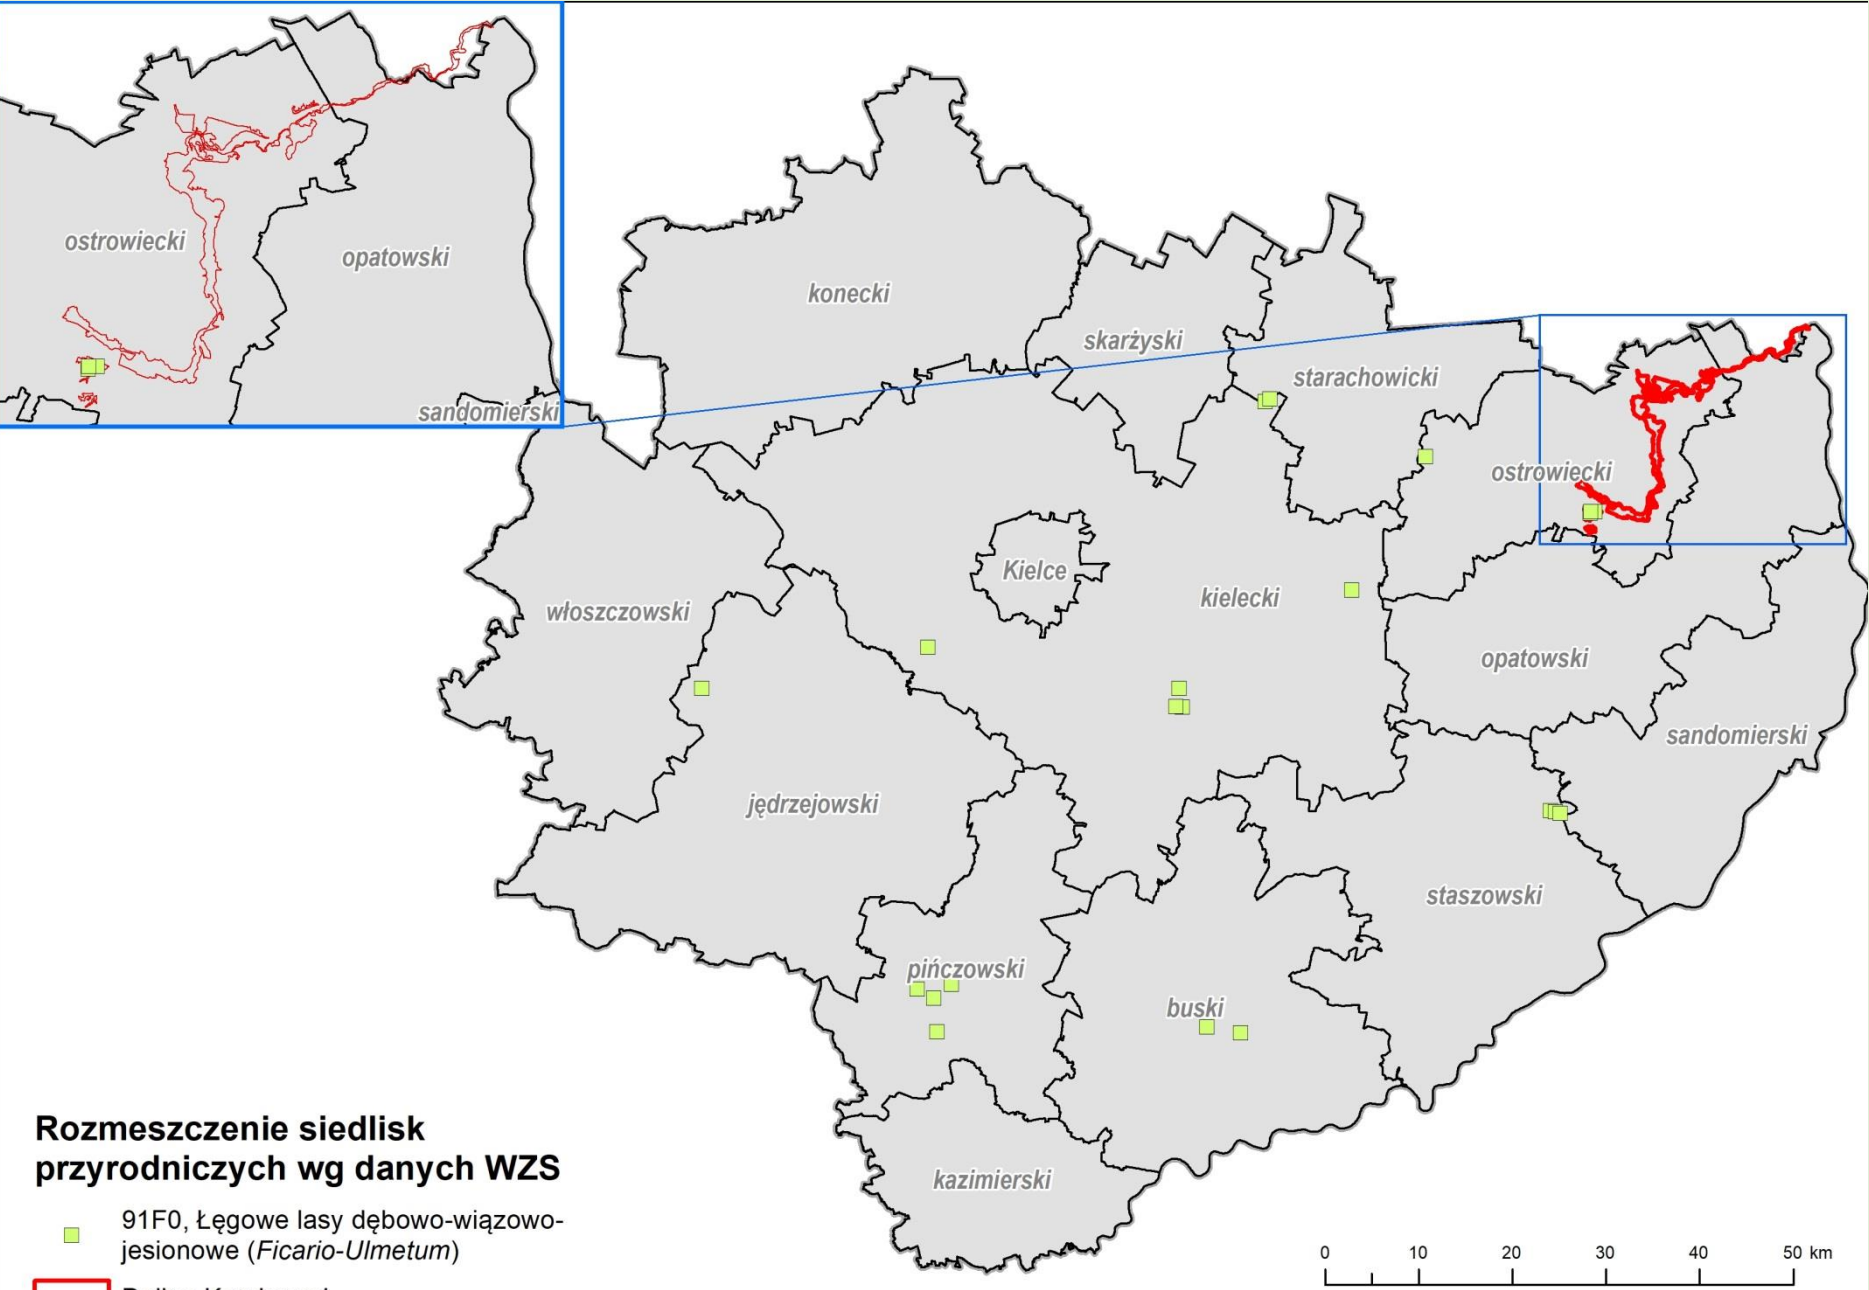 ostrowiecki
opatowski
sandomierski
konecki
skarżyski
starachowicki
ostrowiecki
Kielce
kielecki
włoszczowski
opatowski
sandomierski
jędrzejowski
staszowski
pińczowski
buski
kazimierski
Rozmeszczenie siedlisk
przyrodniczych wg danych WZS
91F0, Łęgowe lasy dębowo-wiązowo-
jesionowe (Ficario-Ulmetum)
0 10 20 30 40 50 km